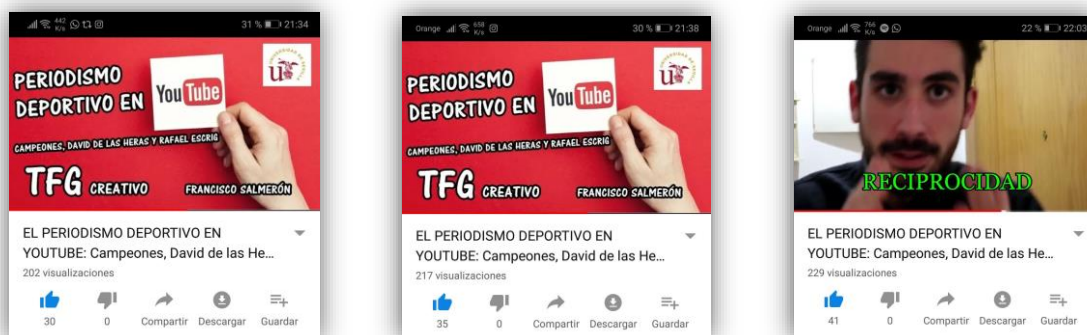 442 K/s 31 % 21:34
PERIODISMO
DEPORTIVO EN
YouTube
CAMPEONES, DAVID DE LAS HERAS Y RAFAEL ESCRIG
TFG CREATIVO FRANCISCO SALMERÓN
EL PERIODISMO DEPORTIVO EN
YOUTUBE: Campeones, David de las He...
202 visualizaciones
30 0 Compartir Descargar Guardar
Orange 658 K/s 30 % 21:38
PERIODISMO
DEPORTIVO EN
YouTube
CAMPEONES, DAVID DE LAS HERAS Y RAFAEL ESCRIG
TFG CREATIVO FRANCISCO SALMERÓN
EL PERIODISMO DEPORTIVO EN
YOUTUBE: Campeones, David de las He...
217 visualizaciones
35 0 Compartir Descargar Guardar
Orange 766 K/s 22 % 22:03
RECIPROCIDAD
EL PERIODISMO DEPORTIVO EN
YOUTUBE: Campeones, David de las He...
229 visualizaciones
41 0 Compartir Descargar Guardar